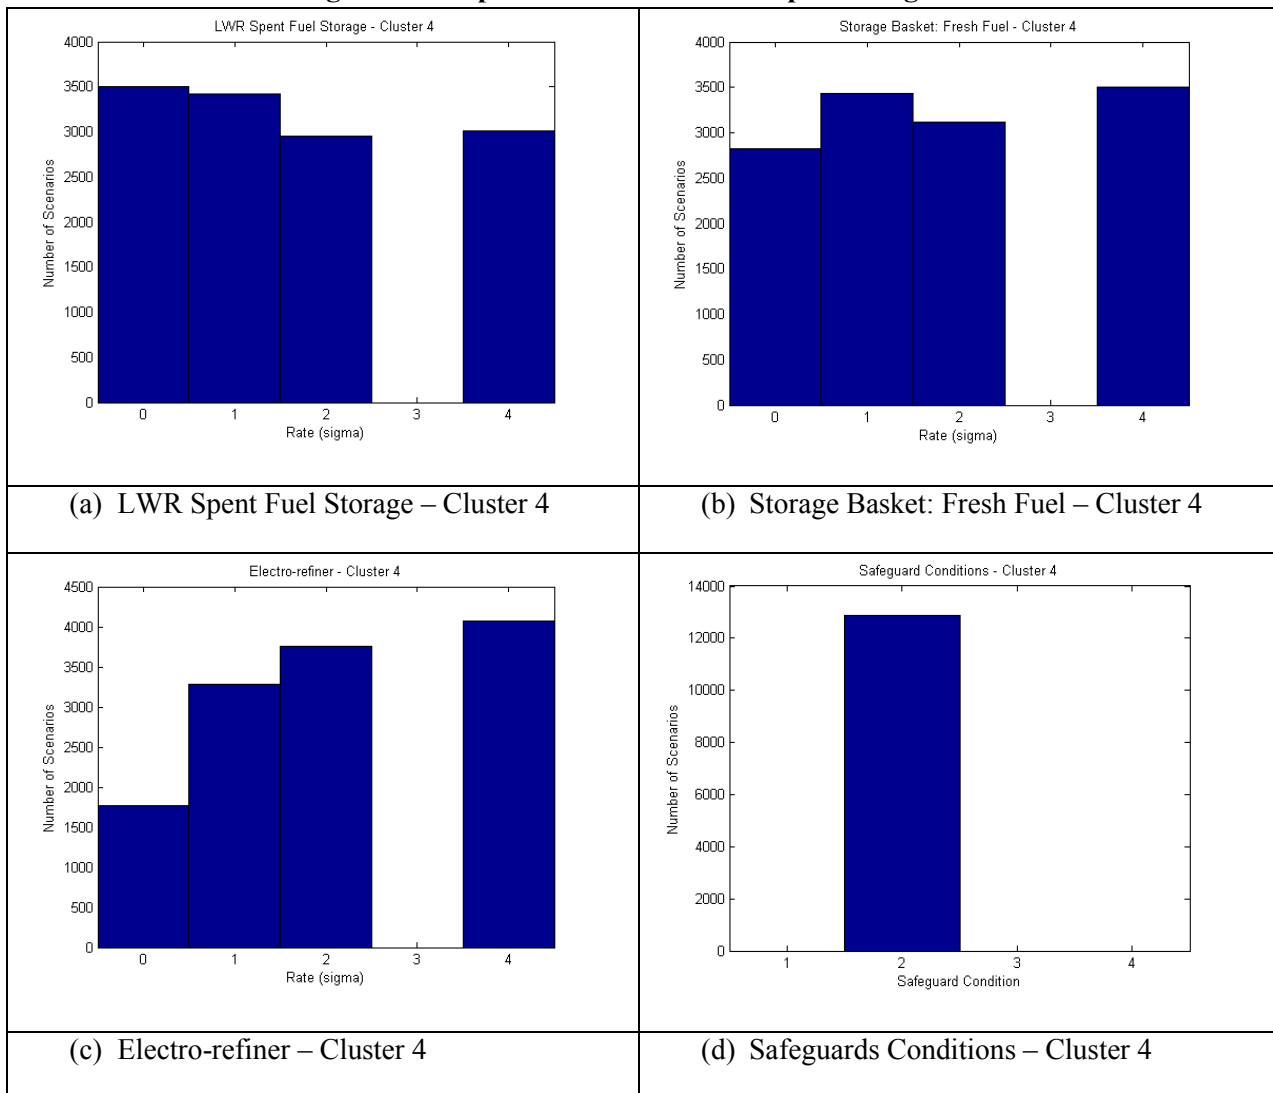 LWR Spent Fuel Storage - Cluster 4
4000
3500
3000
2500
2000
1500
1000
500
0
Number of Scenarios
0 1 2 3 4
Rate (sigma)
(a) LWR Spent Fuel Storage – Cluster 4
Storage Basket: Fresh Fuel - Cluster 4
4000
3500
3000
2500
2000
1500
1000
500
0
Number of Scenarios
0 1 2 3 4
Rate (sigma)
(b) Storage Basket: Fresh Fuel – Cluster 4
Electro-refiner - Cluster 4
4500
4000
3500
3000
2500
2000
1500
1000
500
0
Number of Scenarios
0 1 2 3 4
Rate (sigma)
(c) Electro-refiner – Cluster 4
Safeguard Conditions - Cluster 4
14000
12000
10000
8000
6000
4000
2000
0
Number of Scenarios
1 2 3 4
Safeguard Condition
(d) Safeguards Conditions – Cluster 4